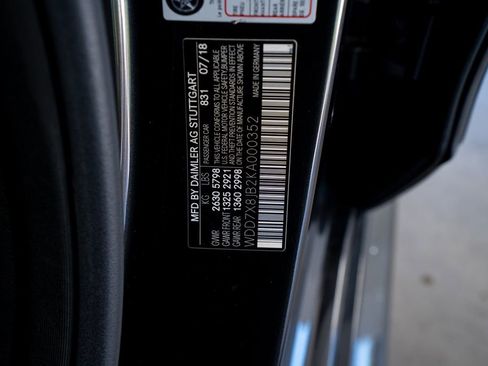 MFD BY DAIMLER AG STUTTGART
PASSENGER CAR 831 07/18
KG LBS
GVWR 2630 5798
GAWR FRONT 1325 2921
GAWR REAR 1360 2998
THIS VEHICLE CONFORMS TO ALL APPLICABLE
U.S. FEDERAL MOTOR VEHICLE SAFETY BUMPER
AND THEFT PREVENTION STANDARDS IN EFFECT
ON THE DATE OF MANUFACTURE SHOWN ABOVE
WDD7X8JB2KA000352
MADE IN GERMANY